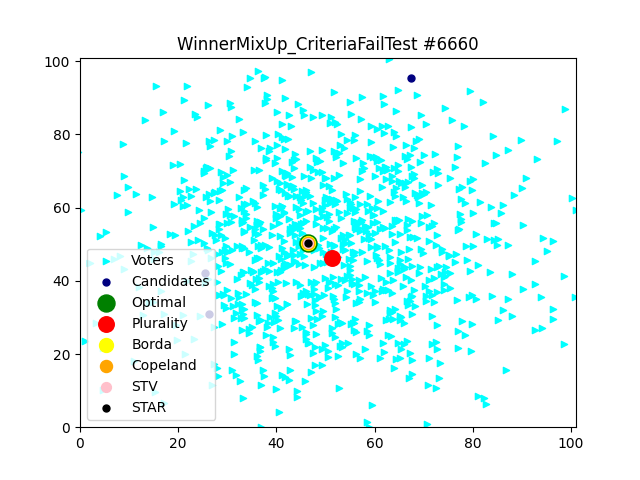 WinnerMixUp_CriteriaFailTest #6660
100
80
60
40
20
0
Voters
Candidates
Optimal
Plurality
Borda
Copeland
STV
STAR
0 20 40 60 80 100